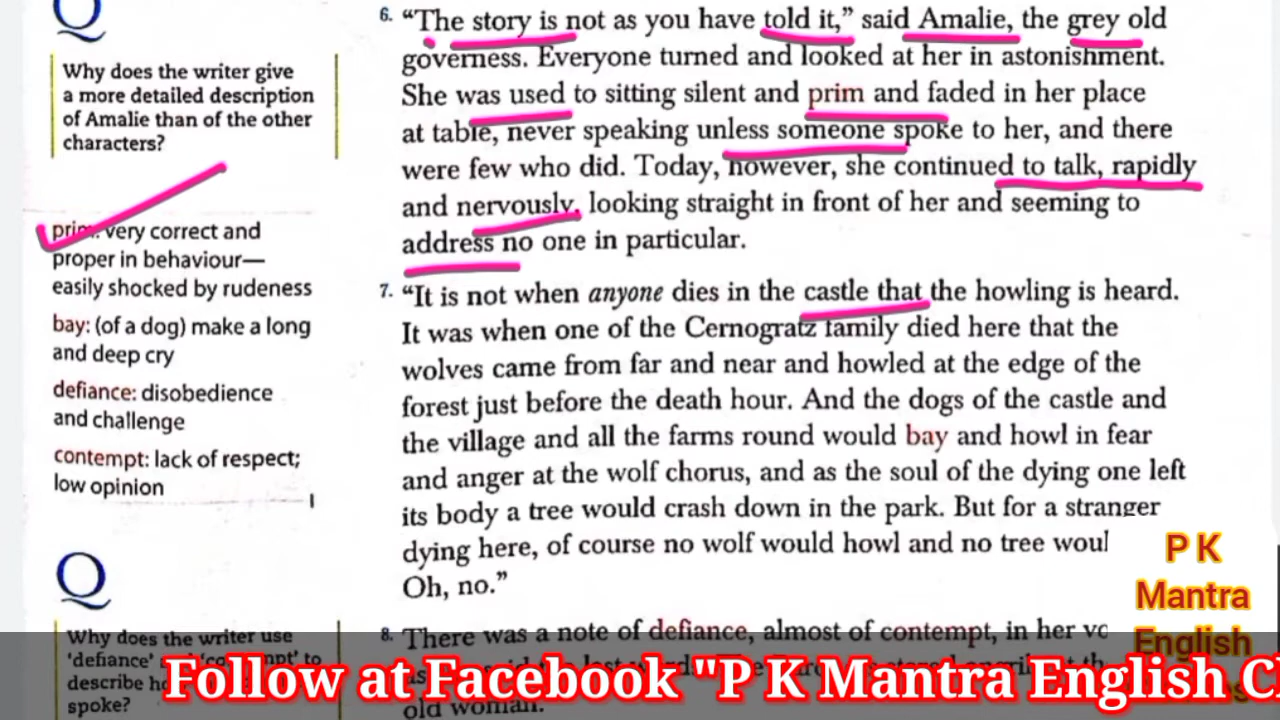 Q
Why does the writer give
a more detailed description
of Amalie than of the other
characters?
prim: very correct and
proper in behaviour—
easily shocked by rudeness
bay: (of a dog) make a long
and deep cry
defiance: disobedience
and challenge
contempt: lack of respect;
low opinion
Q
Why does the writer use
'defiance'
describe
spoke?
6. “The story is not as you have told it,” said Amalie, the grey old
governess. Everyone turned and looked at her in astonishment.
She was used to sitting silent and prim and faded in her place
at table, never speaking unless someone spoke to her, and there
were few who did. Today, however, she continued to talk, rapidly
and nervously, looking straight in front of her and seeming to
address no one in particular.
7. “It is not when anyone dies in the castle that the howling is heard.
It was when one of the Cernogratz family died here that the
wolves came from far and near and howled at the edge of the
forest just before the death hour. And the dogs of the castle and
the village and all the farms round would bay and howl in fear
and anger at the wolf chorus, and as the soul of the dying one left
its body a tree would crash down in the park. But for a stranger
dying here, of course no wolf would howl and no tree woul
Oh, no.”
8. There was a note of defiance, almost of contempt, in her vc
old woman.
P K
Mantra
English
Follow at Facebook "P K Mantra English C